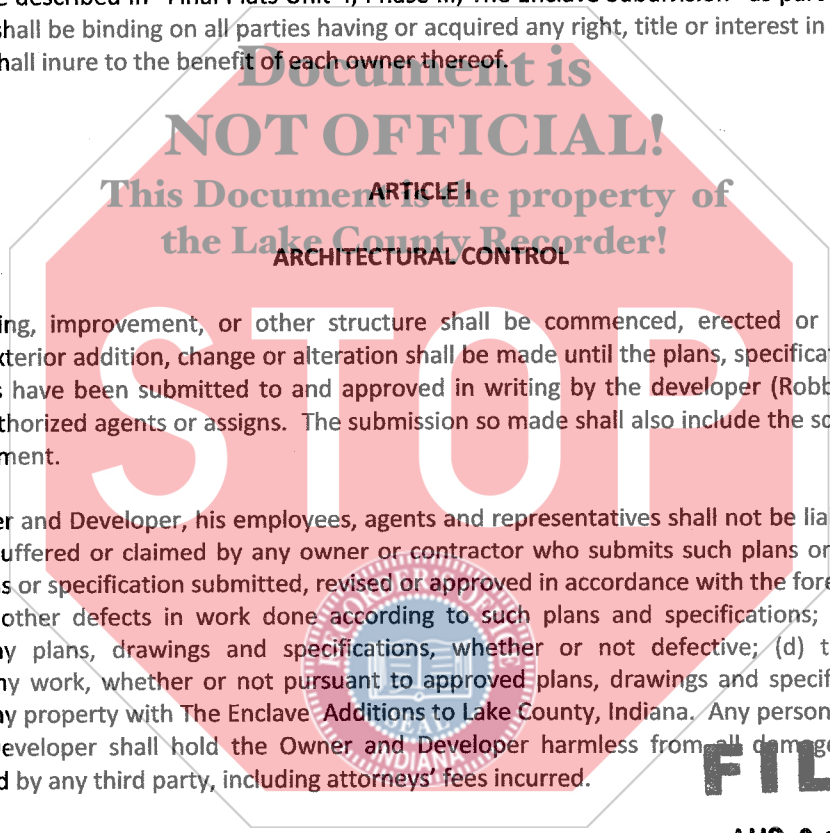 described in "Final Plats Unit I, Phase III, The Enclave Subdivision" as
shall be binding on all parties having or acquired any right, title or interest in
hall inure to the benefit of each owner thereof.
Document is
NOT OFFICIAL!
This Document is the property of
the Lake County Recorder!
ARTICLE I
ARCHITECTURAL CONTROL
STOP
ing, improvement, or other structure shall be commenced, erected or
xterior addition, change or alteration shall be made until the plans, specificat
s have been submitted to and approved in writing by the developer (Robb
thorized agents or assigns. The submission so made shall also include the sq
ment.
er and Developer, his employees, agents and representatives shall not be lia
uffered or claimed by any owner or contractor who submits such plans or
s or specification submitted, revised or approved in accordance with the fore
other defects in work done according to such plans and specifications;
ny plans, drawings and specifications, whether or not defective; (d) t
ny work, whether or not pursuant to approved plans, drawings and specif
ny property with The Enclave Additions to Lake County, Indiana. Any person
eveloper shall hold the Owner and Developer harmless from all damage
d by any third party, including attorneys' fees incurred.
SEAL
INDIANA
FIL